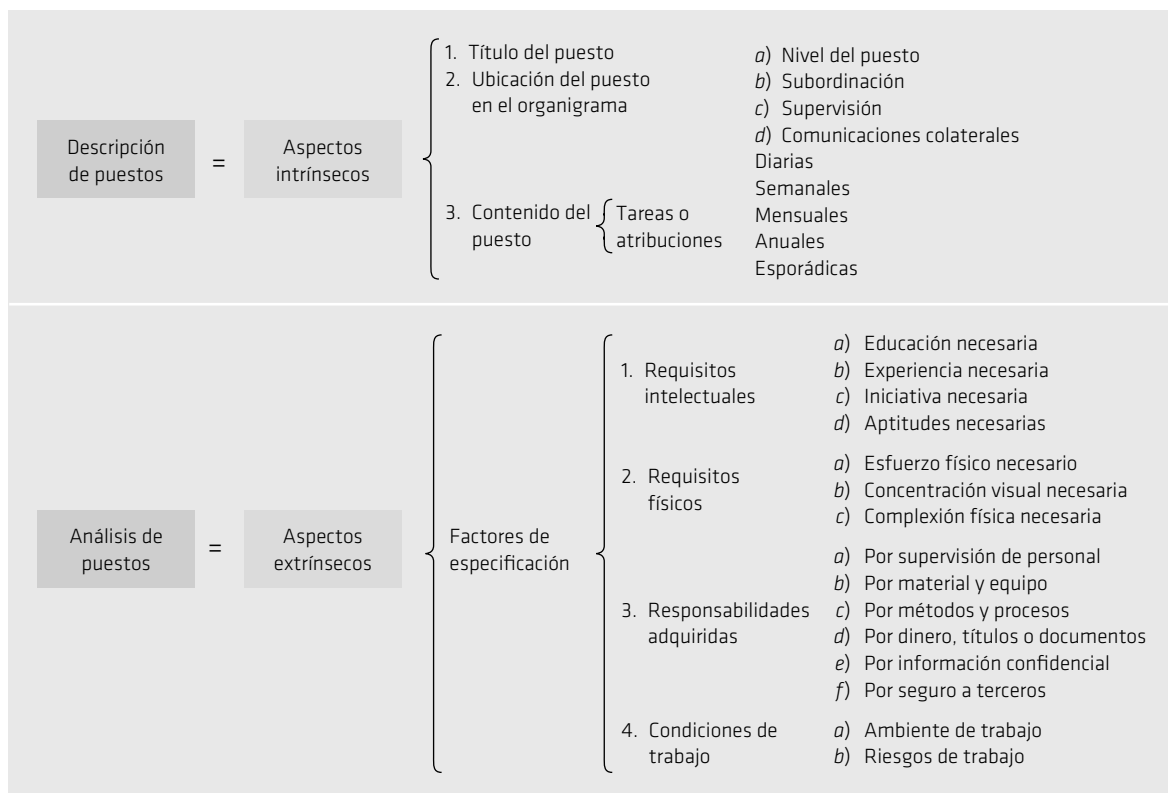 Descripción
de puestos
=
Aspectos
intrínsecos
1. Título del puesto
2. Ubicación del puesto
en el organigrama
a) Nivel del puesto
b) Subordinación
c) Supervisión
d) Comunicaciones colaterales
3. Contenido del
puesto
Tareas o
atribuciones
Diarias
Semanales
Mensuales
Anuales
Esporádicas
Análisis de
puestos
=
Aspectos
extrínsecos
Factores de
especificación
1. Requisitos
intelectuales
a) Educación necesaria
b) Experiencia necesaria
c) Iniciativa necesaria
d) Aptitudes necesarias
2. Requisitos
físicos
a) Esfuerzo físico necesario
b) Concentración visual necesaria
c) Complexión física necesaria
3. Responsabilidades
adquiridas
a) Por supervisión de personal
b) Por material y equipo
c) Por métodos y procesos
d) Por dinero, títulos o documentos
e) Por información confidencial
f) Por seguro a terceros
4. Condiciones de
trabajo
a) Ambiente de trabajo
b) Riesgos de trabajo